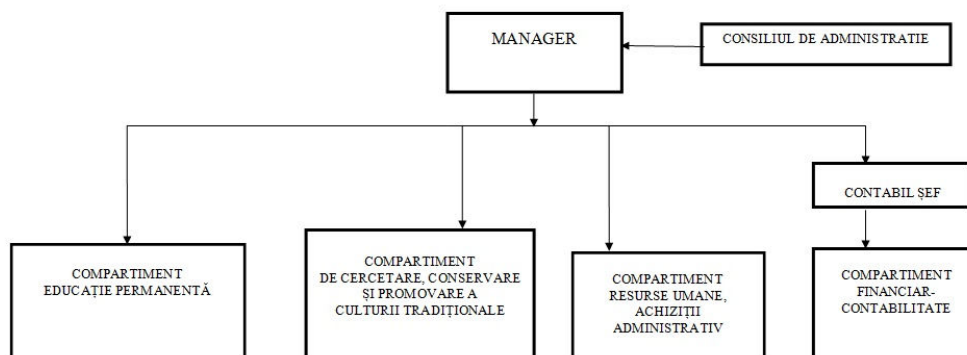 MANAGER
CONSILIUL DE ADMINISTRATIE
CONTABIL ȘEF
COMPARTIMENT
EDUCAȚIE PERMANENTĂ
COMPARTIMENT
DE CERCETARE, CONSERVARE
ȘI PROMOVARE A
CULTURII TRADIȚIONALE
COMPARTIMENT
RESURSE UMANE,
ACHIZIȚII
ADMINISTRATIV
COMPARTIMENT
FINANCIAR-
CONTABILITATE